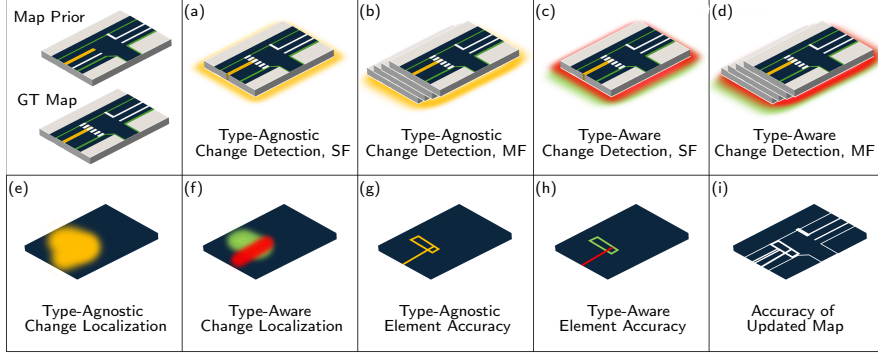 Map Prior
GT Map
(a)
Type-Agnostic
Change Detection, SF
(b)
Type-Agnostic
Change Detection, MF
(c)
Type-Aware
Change Detection, SF
(d)
Type-Aware
Change Detection, MF
(e)
Type-Agnostic
Change Localization
(f)
Type-Aware
Change Localization
(g)
Type-Agnostic
Element Accuracy
(h)
Type-Aware
Element Accuracy
(i)
Accuracy of
Updated Map